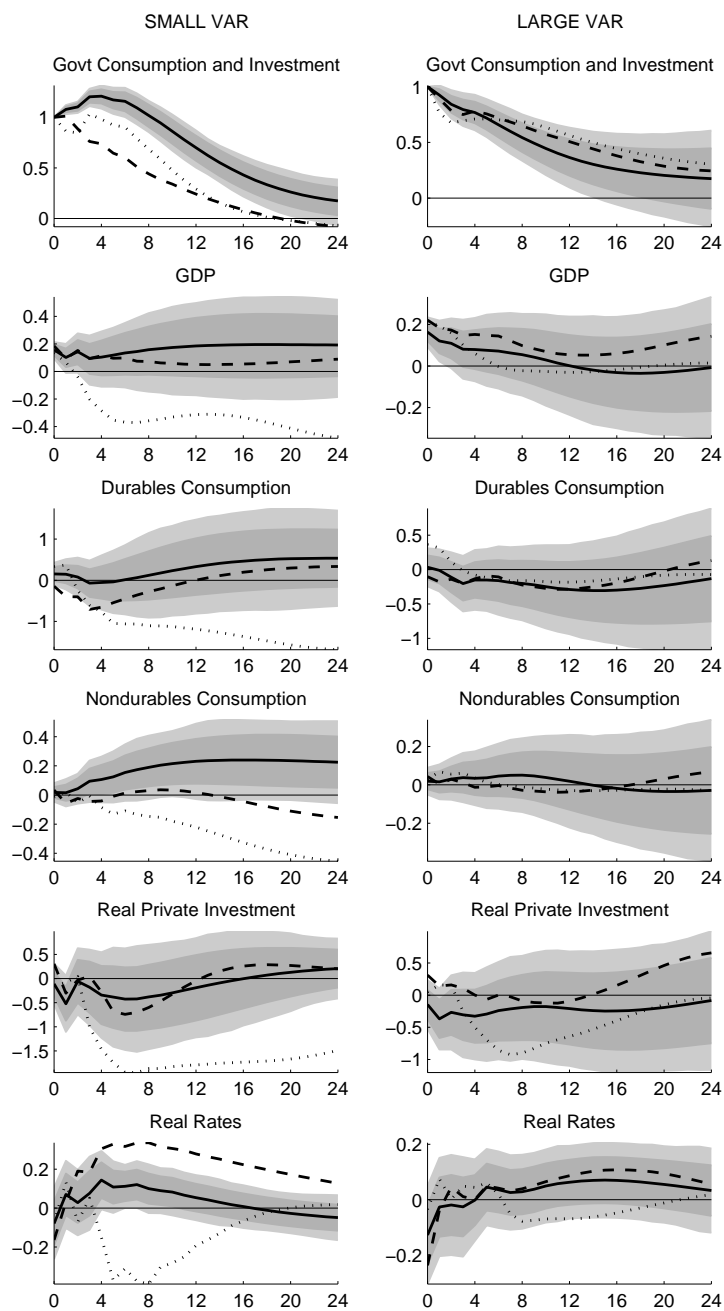 SMALL VAR
LARGE VAR
Govt Consumption and Investment
1
0.5
0
0 4 8 12 16 20 24
Govt Consumption and Investment
1
0.5
0
0 4 8 12 16 20 24
GDP
0.4
0.2
0
−0.2
−0.4
0 4 8 12 16 20 24
GDP
0.2
0
−0.2
0 4 8 12 16 20 24
Durables Consumption
1
0
−1
0 4 8 12 16 20 24
Durables Consumption
0.5
0
−0.5
−1
0 4 8 12 16 20 24
Nondurables Consumption
0.4
0.2
0
−0.2
−0.4
0 4 8 12 16 20 24
Nondurables Consumption
0.2
0
−0.2
0 4 8 12 16 20 24
Real Private Investment
0.5
0
−0.5
−1
−1.5
0 4 8 12 16 20 24
Real Private Investment
0.5
0
−0.5
−1
0 4 8 12 16 20 24
Real Rates
0.2
0
−0.2
0 4 8 12 16 20 24
Real Rates
0.2
0
−0.2
0 4 8 12 16 20 24